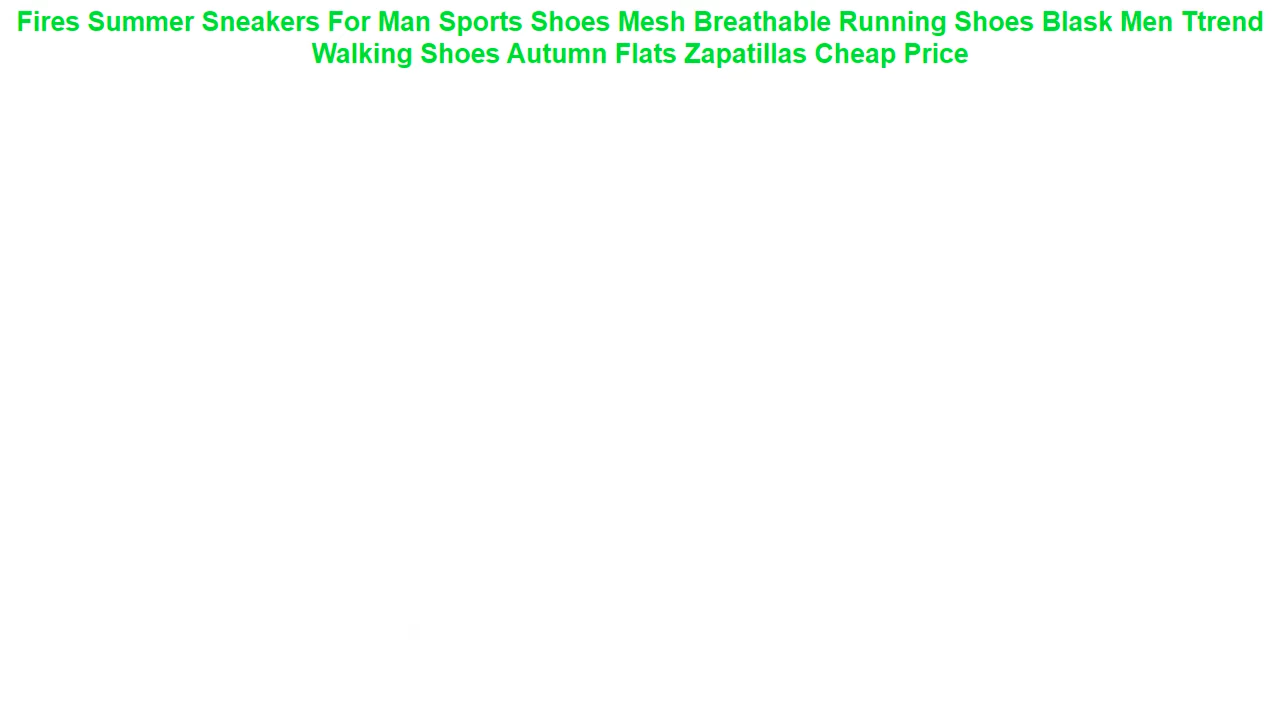 Fires Summer Sneakers For Man Sports Shoes Mesh Breathable Running Shoes Blask Men Ttrend
Walking Shoes Autumn Flats Zapatillas Cheap Price